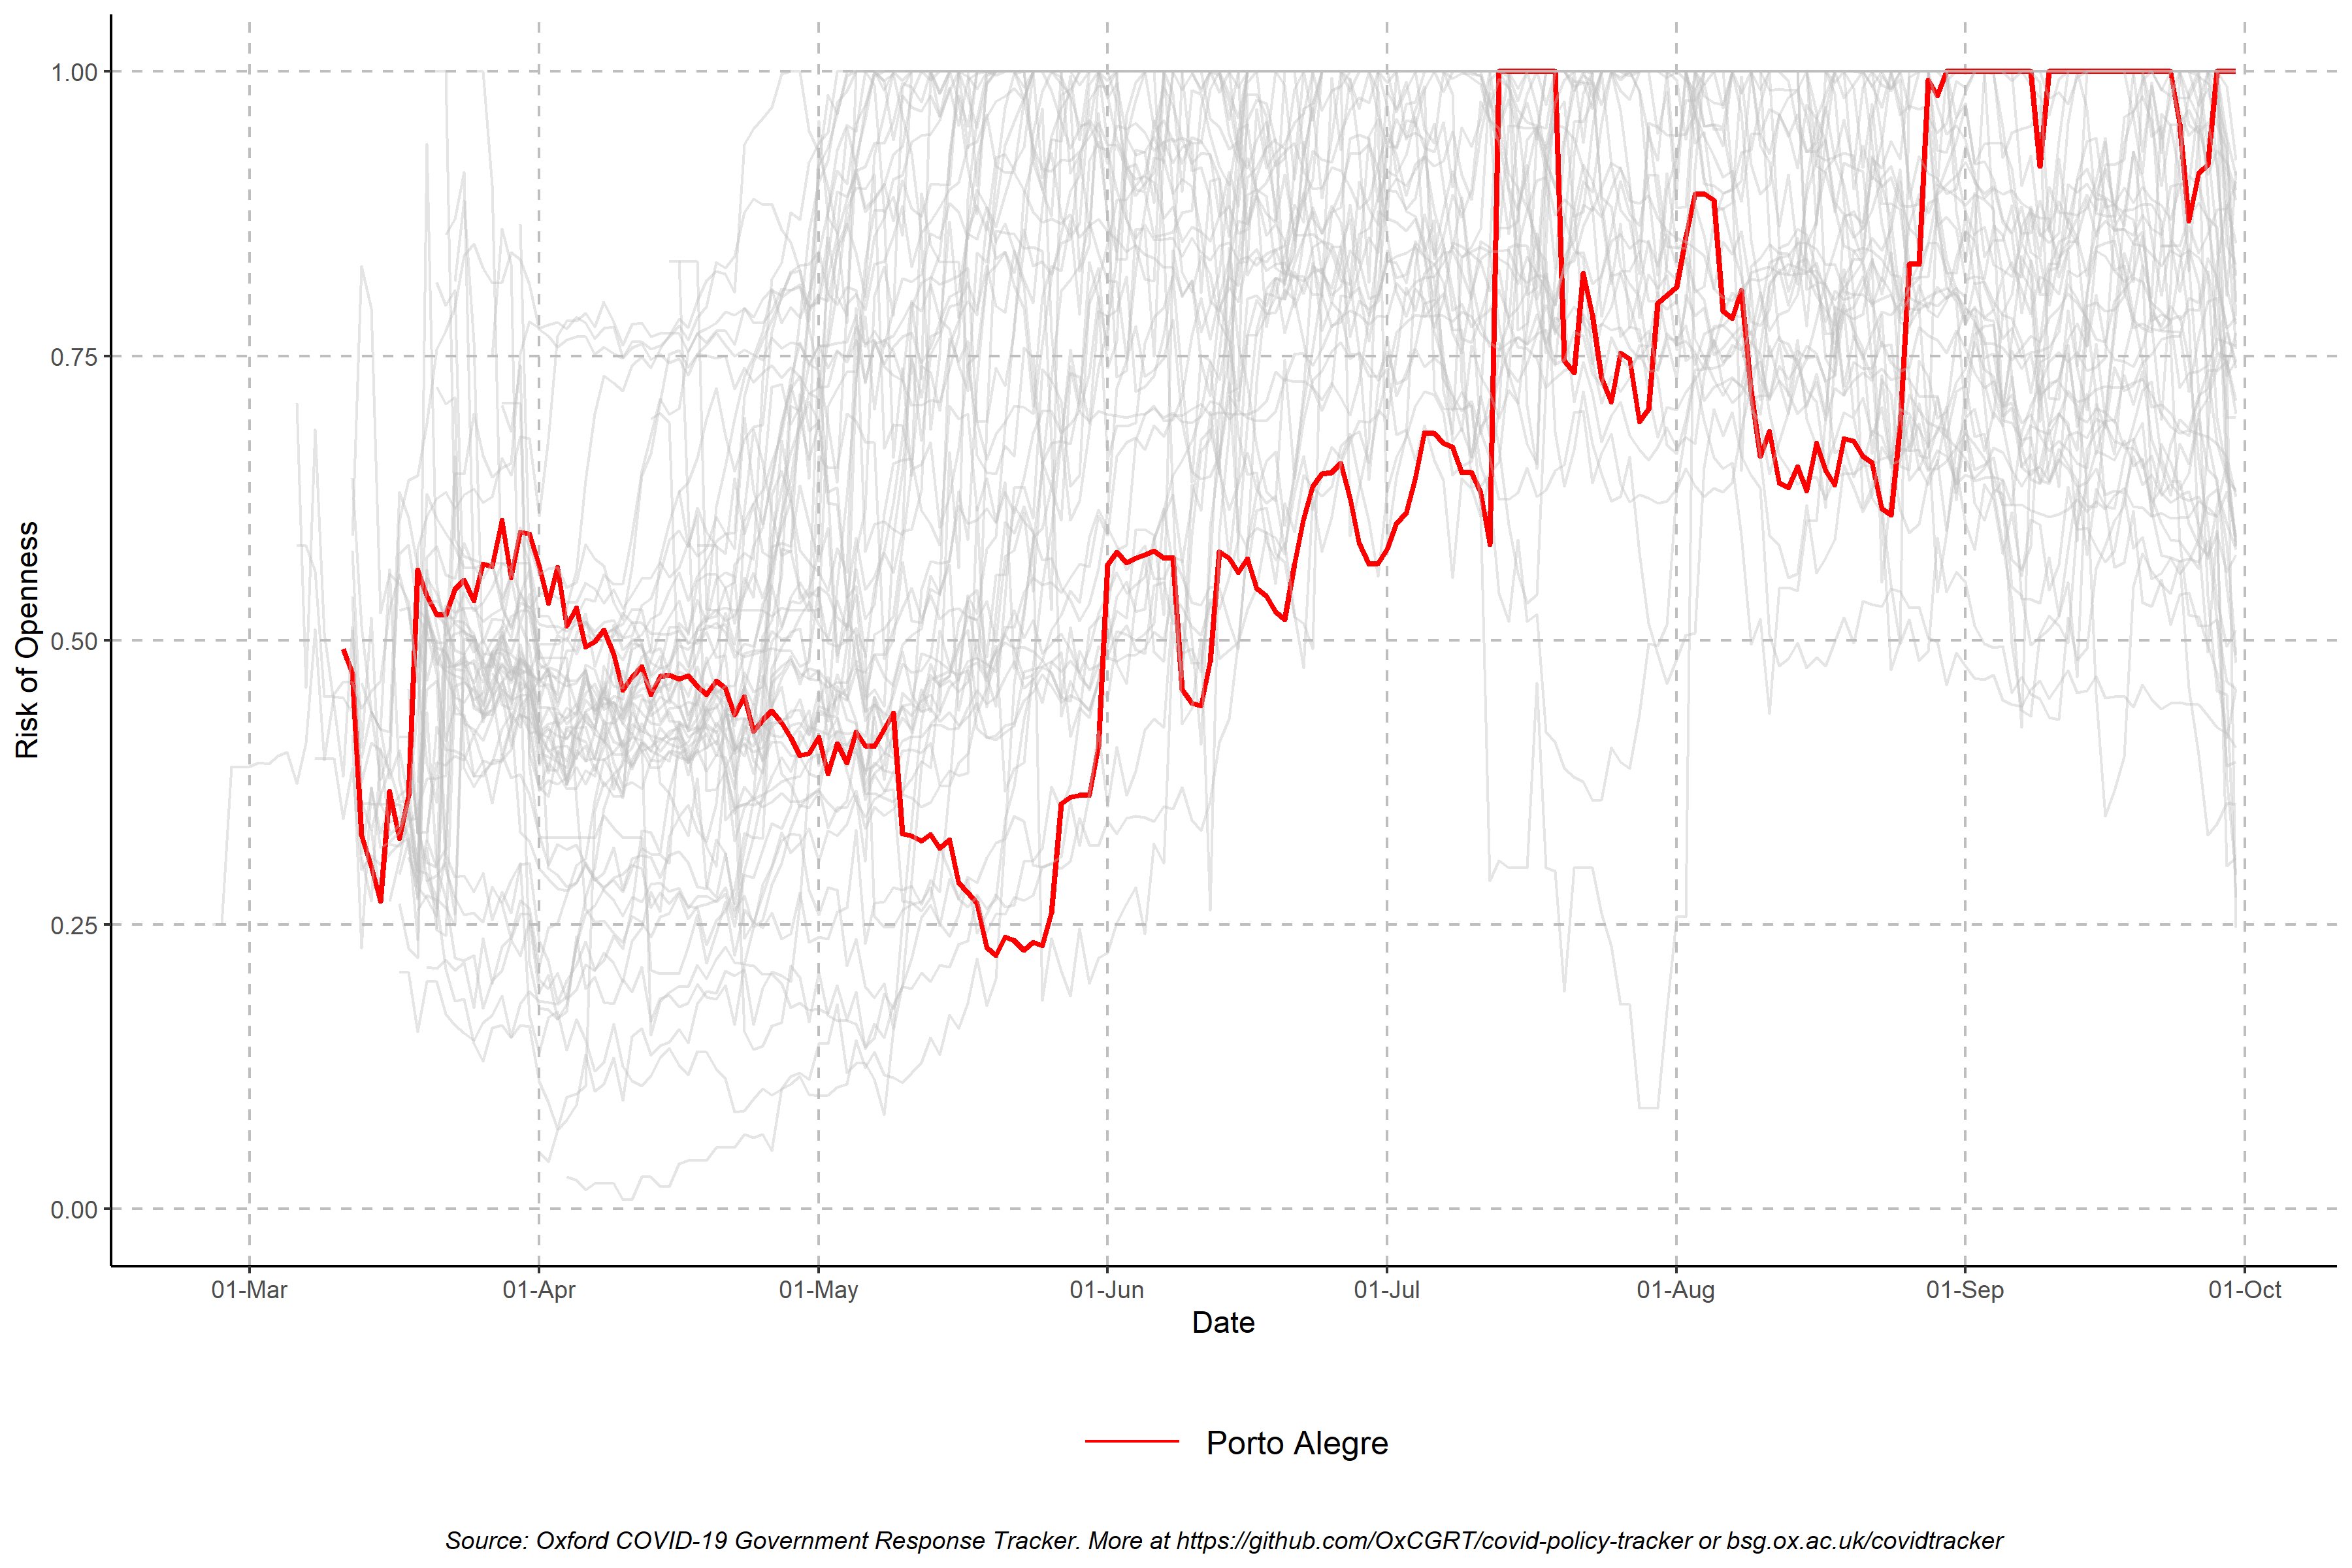 1.00
0.75
0.50
0.25
0.00
Risk of Openness
01-Mar 01-Apr 01-May 01-Jun 01-Jul 01-Aug 01-Sep 01-Oct
Date
Porto Alegre
Source: Oxford COVID-19 Government Response Tracker. More at https://github.com/OxCGRT/covid-policy-tracker or bsg.ox.ac.uk/covidtracker